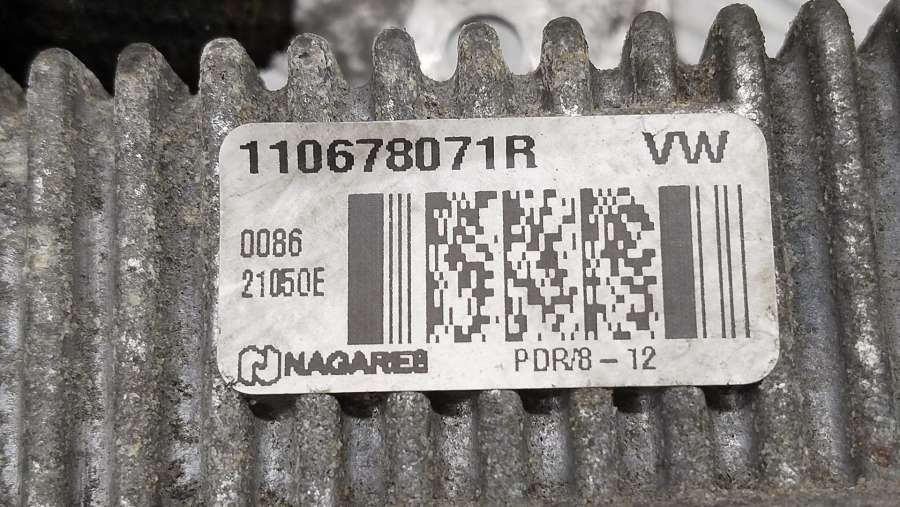 110678071R VW
0086
21050E
NAGARES PDR/8-12